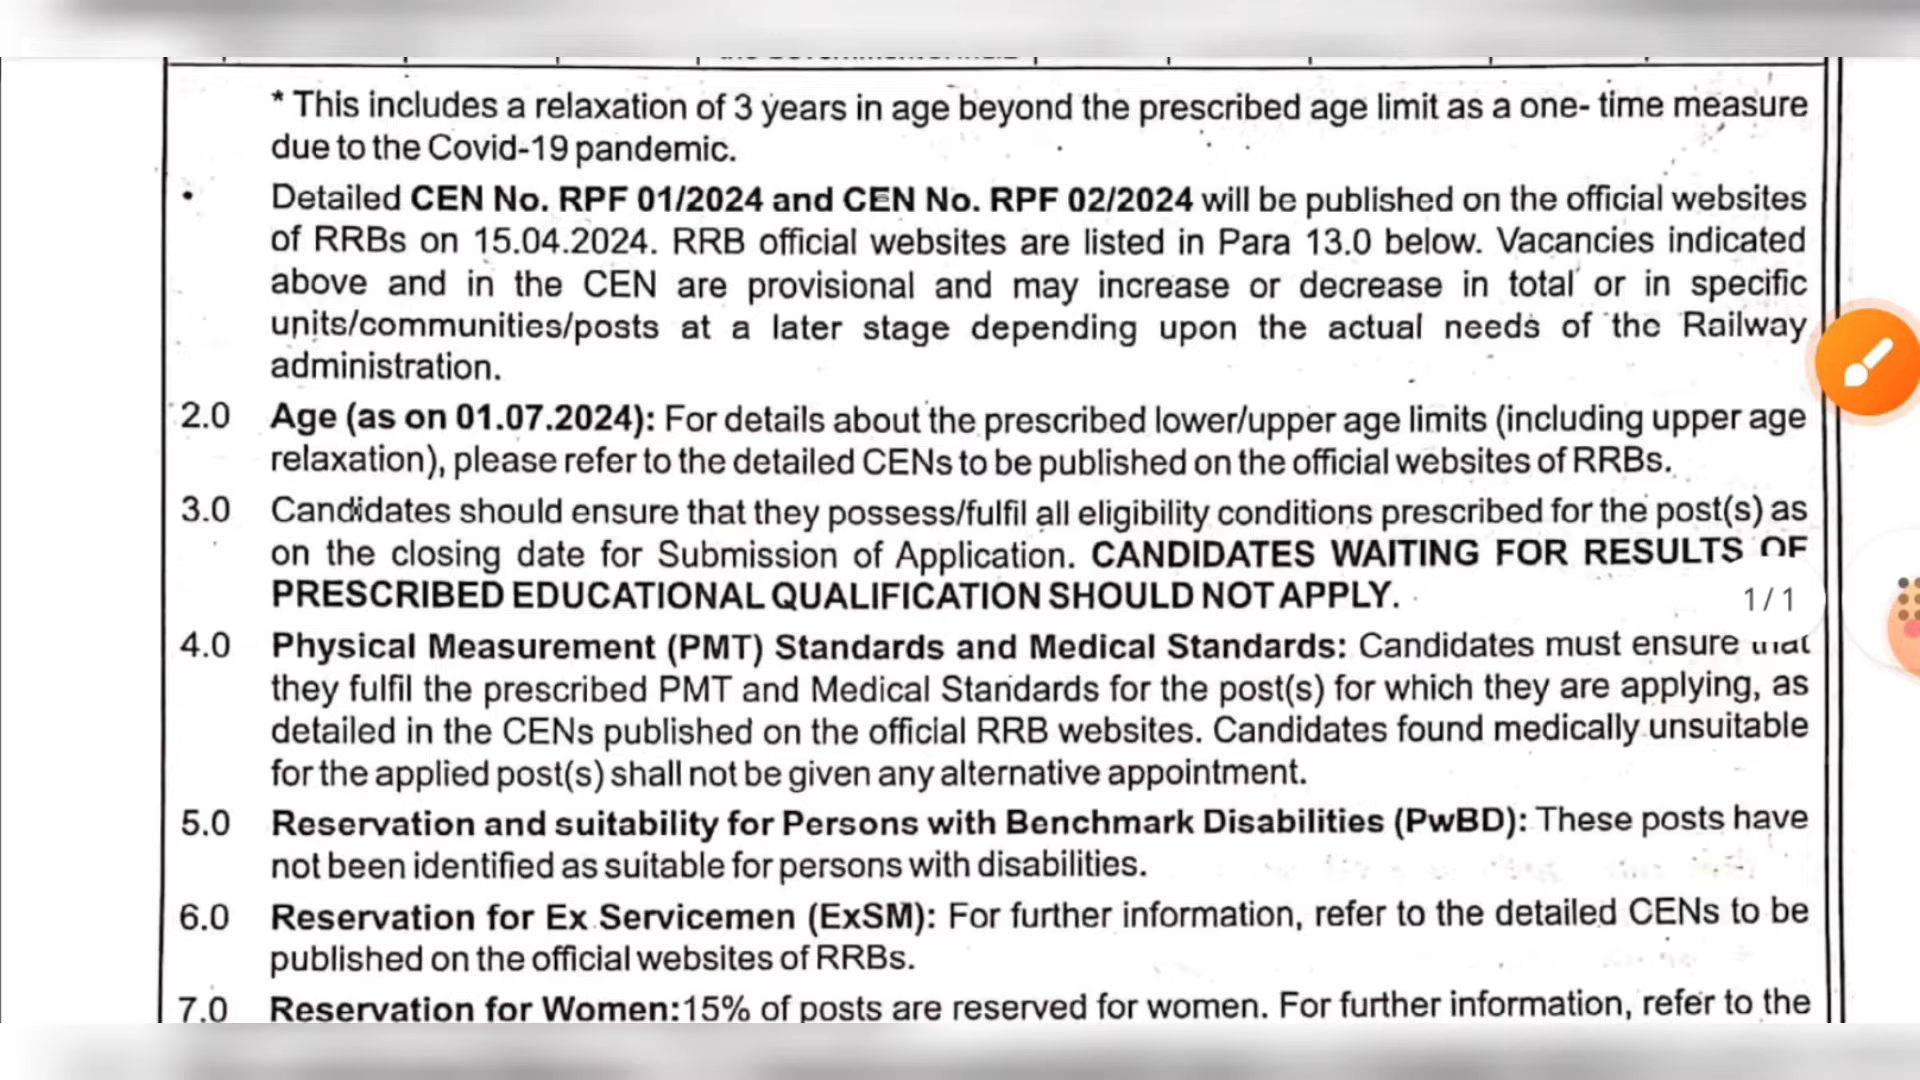 * This includes a relaxation of 3 years in age beyond the prescribed age limit as a one- time measure
due to the Covid-19 pandemic.
• Detailed CEN No. RPF 01/2024 and CEN No. RPF 02/2024 will be published on the official websites
of RRBs on 15.04.2024. RRB official websites are listed in Para 13.0 below. Vacancies indicated
above and in the CEN are provisional and may increase or decrease in total or in specific
units/communities/posts at a later stage depending upon the actual needs of the Railway
administration.
2.0 Age (as on 01.07.2024): For details about the prescribed lower/upper age limits (including upper age
relaxation), please refer to the detailed CENs to be published on the official websites of RRBs.
3.0 Candidates should ensure that they possess/fulfil all eligibility conditions prescribed for the post(s) as
on the closing date for Submission of Application. CANDIDATES WAITING FOR RESULTS OF
PRESCRIBED EDUCATIONAL QUALIFICATION SHOULD NOT APPLY.
1/1
4.0 Physical Measurement (PMT) Standards and Medical Standards: Candidates must ensure that
they fulfil the prescribed PMT and Medical Standards for the post(s) for which they are applying, as
detailed in the CENs published on the official RRB websites. Candidates found medically unsuitable
for the applied post(s) shall not be given any alternative appointment.
5.0 Reservation and suitability for Persons with Benchmark Disabilities (PwBD): These posts have
not been identified as suitable for persons with disabilities.
6.0 Reservation for Ex Servicemen (ExSM): For further information, refer to the detailed CENs to be
published on the official websites of RRBs.
7.0 Reservation for Women:15% of posts are reserved for women. For further information, refer to the